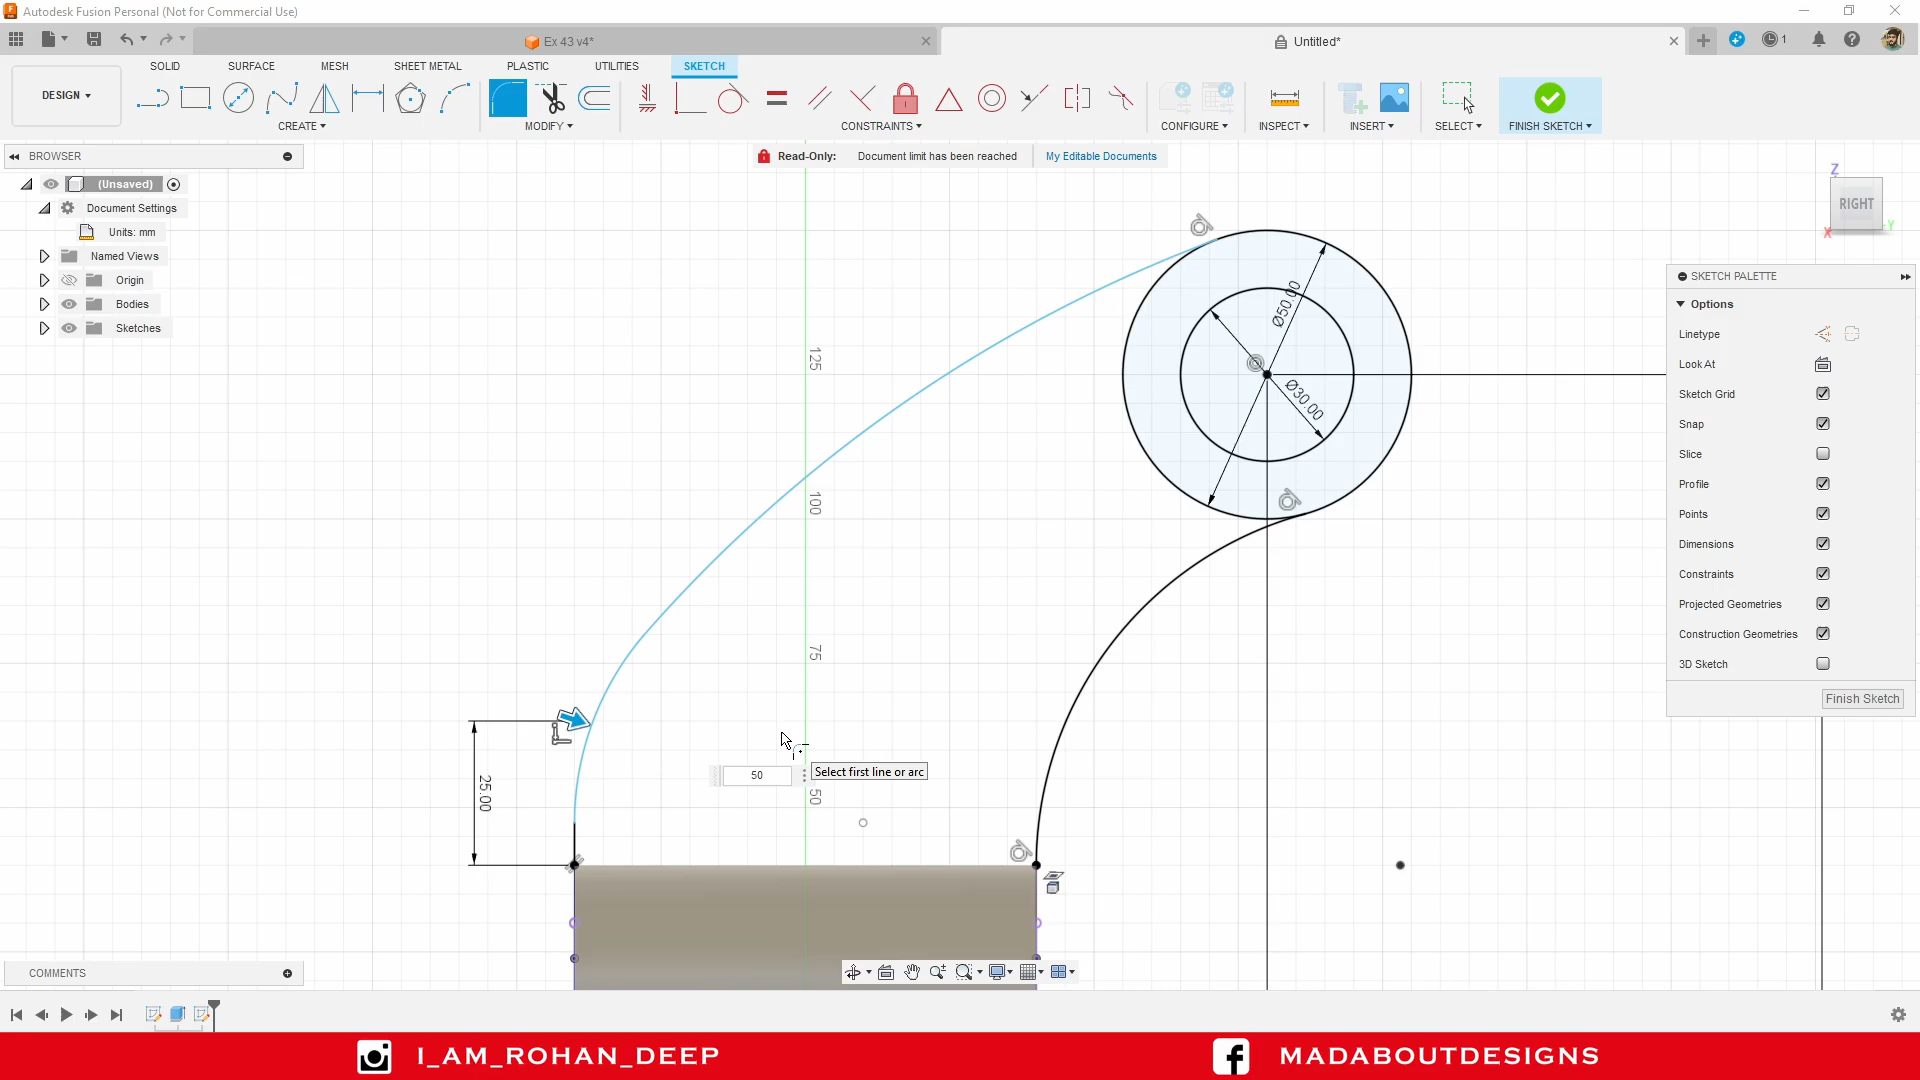 Autodesk Fusion Personal (Not for Commercial Use)
Ex 43 v4*
Untitled*
1
DESIGN
SOLID
SURFACE
MESH
SHEET METAL
PLASTIC
UTILITIES
SKETCH
CREATE
MODIFY
CONSTRAINTS
CONFIGURE
INSPECT
INSERT
SELECT
FINISH SKETCH
BROWSER
Read-Only: Document limit has been reached
My Editable Documents
(Unsaved)
Document Settings
Units: mm
Named Views
Origin
Bodies
Sketches
Z
RIGHT
X
Y
SKETCH PALETTE
Options
Linetype
Look At
Sketch Grid
Snap
Slice
Profile
Points
Dimensions
Constraints
Projected Geometries
Construction Geometries
3D Sketch
Finish Sketch
125
100
75
50
Ø50.00
Ø30.00
25.00
50
Select first line or arc
COMMENTS
I_AM_ROHAN_DEEP
MADABOUTDESIGNS